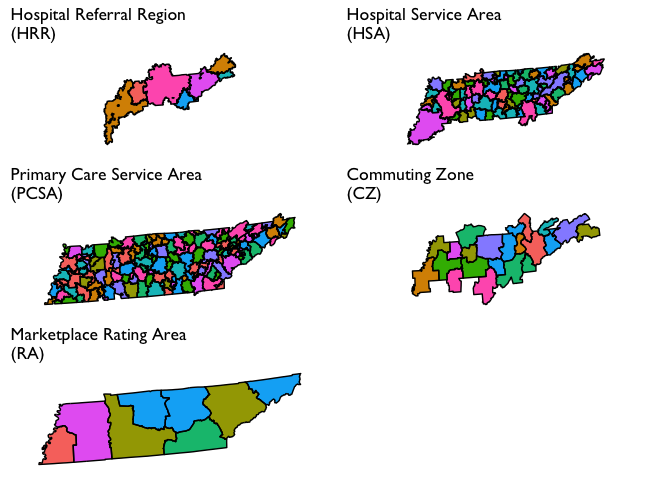 Hospital Referral Region
(HRR)
Hospital Service Area
(HSA)
Primary Care Service Area
(PCSA)
Commuting Zone
(CZ)
Marketplace Rating Area
(RA)